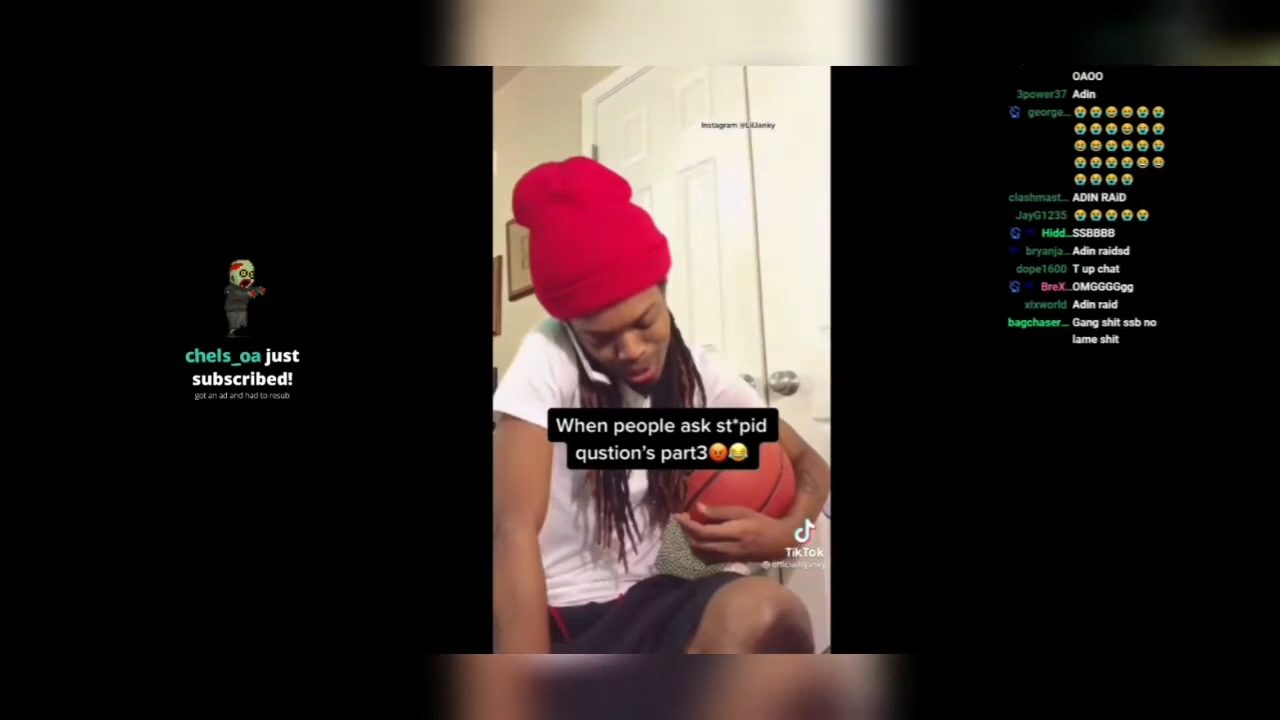 chels_oa just
subscribed!
got an ad and had to resub
Instagram @LilJanky
When people ask st*pid
qustion's part3😡😂
TikTok
@officialliljanky
OAOO
3power37 Adin
george... 😭😭😄😄😭😭
😭😭😭😄😭😭
😄😄😭😭😭😭
😭😭😭😭😄😄
😭😭😭😭
clashmast... ADIN RAiD
JayG1235 😭😭😭😭😭
Hidd... SSBBBB
bryanja... Adin raidsd
dope1600 T up chat
BreX... OMGGGGgg
xlxworld Adin raid
bagchaser... Gang shit ssb no
lame shit